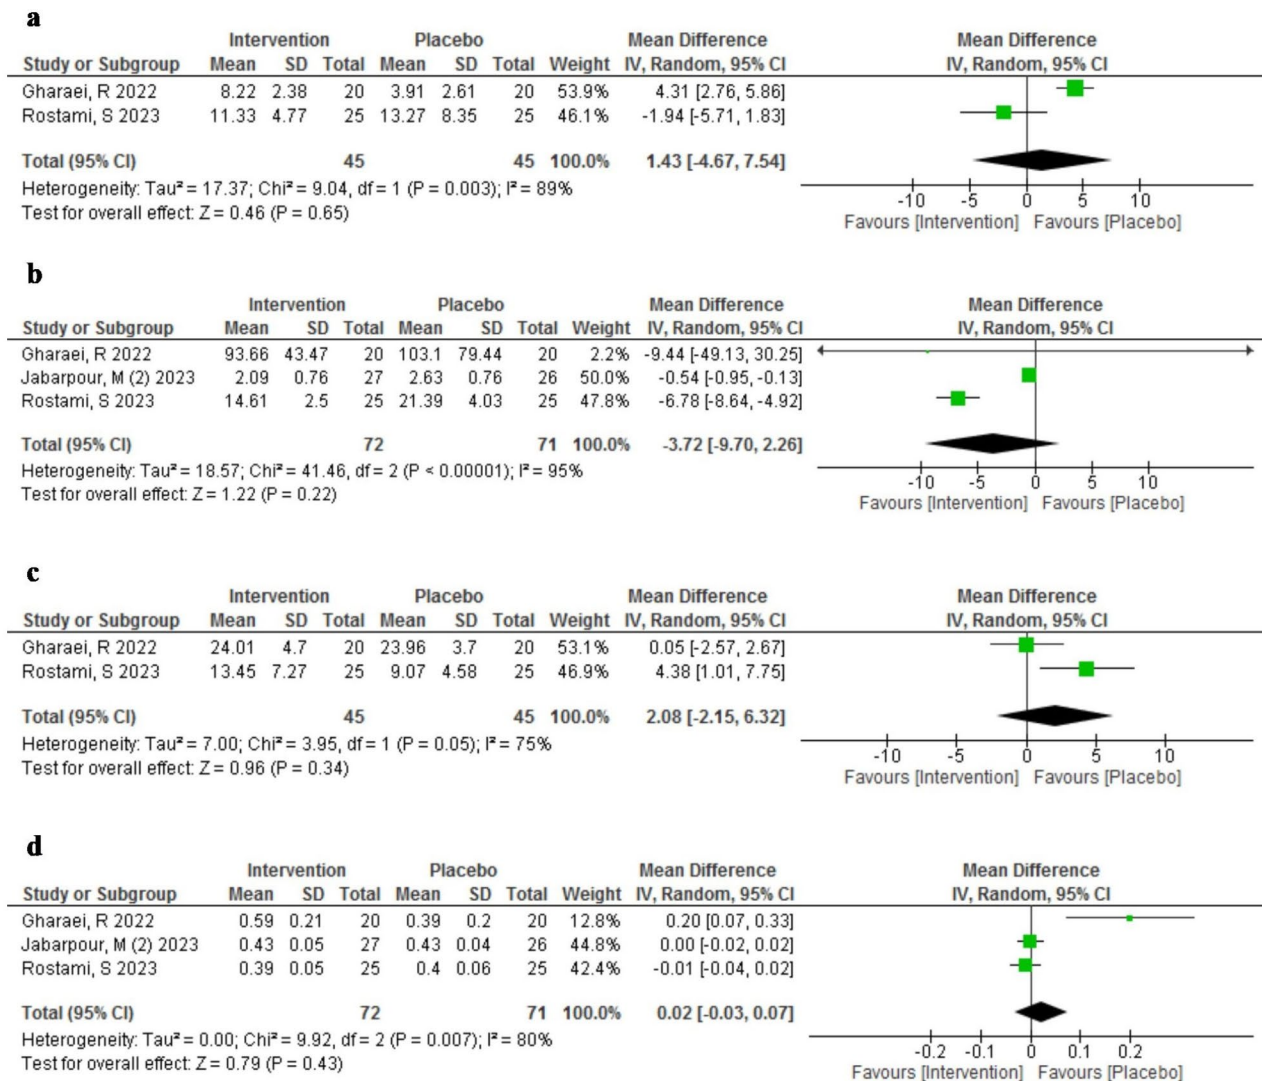 a
Intervention Placebo Mean Difference Mean Difference
Study or Subgroup Mean SD Total Mean SD Total Weight IV, Random, 95% CI IV, Random, 95% CI
Gharaei, R 2022 8.22 2.38 20 3.91 2.61 20 53.9% 4.31 [2.76, 5.86]
Rostami, S 2023 11.33 4.77 25 13.27 8.35 25 46.1% -1.94 [-5.71, 1.83]
Total (95% CI) 45 45 100.0% 1.43 [-4.67, 7.54]
Heterogeneity: Tau² = 17.37; Chi² = 9.04, df = 1 (P = 0.003); I² = 89%
Test for overall effect: Z = 0.46 (P = 0.65)
-10 -5 0 5 10
Favours [Intervention] Favours [Placebo]
b
Intervention Placebo Mean Difference Mean Difference
Study or Subgroup Mean SD Total Mean SD Total Weight IV, Random, 95% CI IV, Random, 95% CI
Gharaei, R 2022 93.66 43.47 20 103.1 79.44 20 2.2% -9.44 [-49.13, 30.25]
Jabarpour, M (2) 2023 2.09 0.76 27 2.63 0.76 26 50.0% -0.54 [-0.95, -0.13]
Rostami, S 2023 14.61 2.5 25 21.39 4.03 25 47.8% -6.78 [-8.64, -4.92]
Total (95% CI) 72 71 100.0% -3.72 [-9.70, 2.26]
Heterogeneity: Tau² = 18.57; Chi² = 41.46, df = 2 (P < 0.00001); I² = 95%
Test for overall effect: Z = 1.22 (P = 0.22)
-10 -5 0 5 10
Favours [Intervention] Favours [Placebo]
c
Intervention Placebo Mean Difference Mean Difference
Study or Subgroup Mean SD Total Mean SD Total Weight IV, Random, 95% CI IV, Random, 95% CI
Gharaei, R 2022 24.01 4.7 20 23.96 3.7 20 53.1% 0.05 [-2.57, 2.67]
Rostami, S 2023 13.45 7.27 25 9.07 4.58 25 46.9% 4.38 [1.01, 7.75]
Total (95% CI) 45 45 100.0% 2.08 [-2.15, 6.32]
Heterogeneity: Tau² = 7.00; Chi² = 3.95, df = 1 (P = 0.05); I² = 75%
Test for overall effect: Z = 0.96 (P = 0.34)
-10 -5 0 5 10
Favours [Intervention] Favours [Placebo]
d
Intervention Placebo Mean Difference Mean Difference
Study or Subgroup Mean SD Total Mean SD Total Weight IV, Random, 95% CI IV, Random, 95% CI
Gharaei, R 2022 0.59 0.21 20 0.39 0.2 20 12.8% 0.20 [0.07, 0.33]
Jabarpour, M (2) 2023 0.43 0.05 27 0.43 0.04 26 44.8% 0.00 [-0.02, 0.02]
Rostami, S 2023 0.39 0.05 25 0.4 0.06 25 42.4% -0.01 [-0.04, 0.02]
Total (95% CI) 72 71 100.0% 0.02 [-0.03, 0.07]
Heterogeneity: Tau² = 0.00; Chi² = 9.92, df = 2 (P = 0.007); I² = 80%
Test for overall effect: Z = 0.79 (P = 0.43)
-0.2 -0.1 0 0.1 0.2
Favours [Intervention] Favours [Placebo]